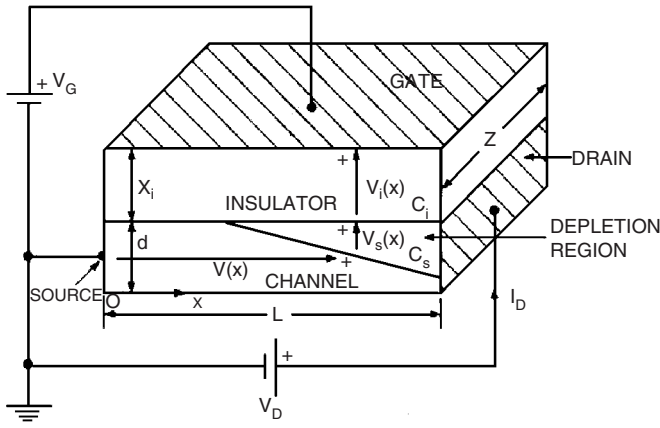 + V_G
GATE
Z
DRAIN
X_i
+
V_i(x)
INSULATOR
C_i
d
+
V_s(x)
DEPLETION
REGION
C_s
V(x)
+
SOURCE
CHANNEL
O
x
I_D
L
+
V_D